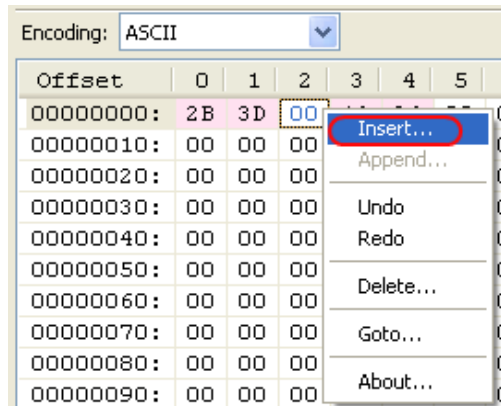 Encoding: ASCII
Offset 0 1 2 3 4 5
00000000: 2B 3D 00
00000010: 00 00 00
00000020: 00 00 00
00000030: 00 00 00
00000040: 00 00 00
00000050: 00 00 00
00000060: 00 00 00
00000070: 00 00 00
00000080: 00 00 00
00000090: 00 00 00
Insert...
Append...
Undo
Redo
Delete...
Goto...
About...